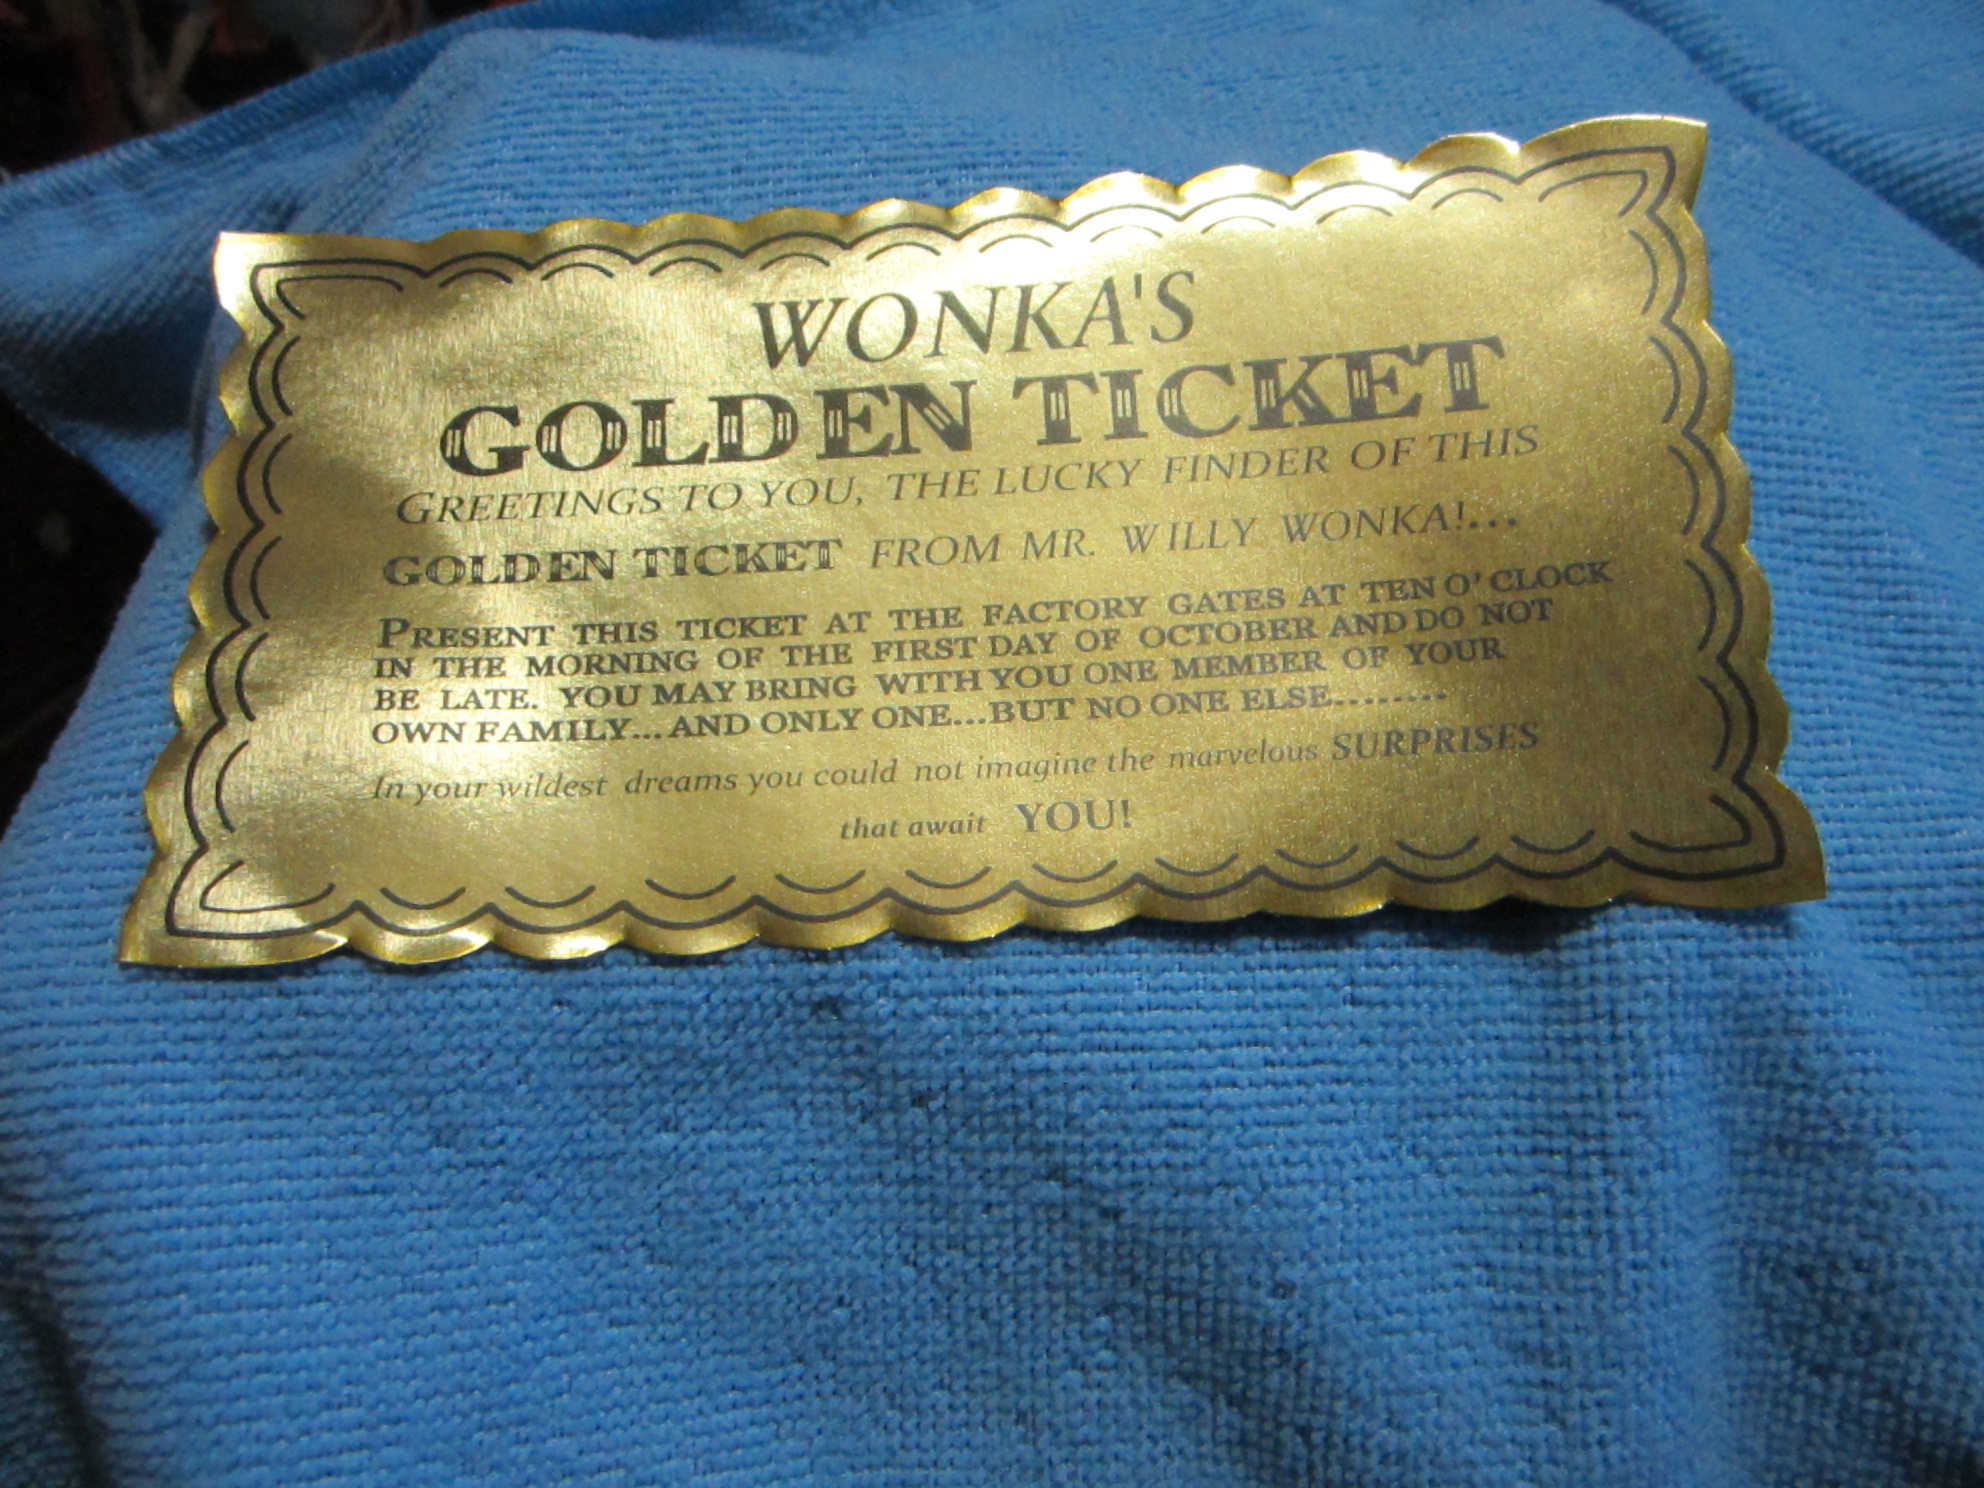 WONKA'S
GOLDEN TICKET
GREETINGS TO YOU, THE LUCKY FINDER OF THIS
GOLDEN TICKET FROM MR. WILLY WONKA!...
PRESENT THIS TICKET AT THE FACTORY GATES AT TEN O'CLOCK
IN THE MORNING OF THE FIRST DAY OF OCTOBER AND DO NOT
BE LATE. YOU MAY BRING WITH YOU ONE MEMBER OF YOUR
OWN FAMILY...AND ONLY ONE...BUT NO ONE ELSE.........
In your wildest dreams you could not imagine the marvelous SURPRISES
that await YOU!